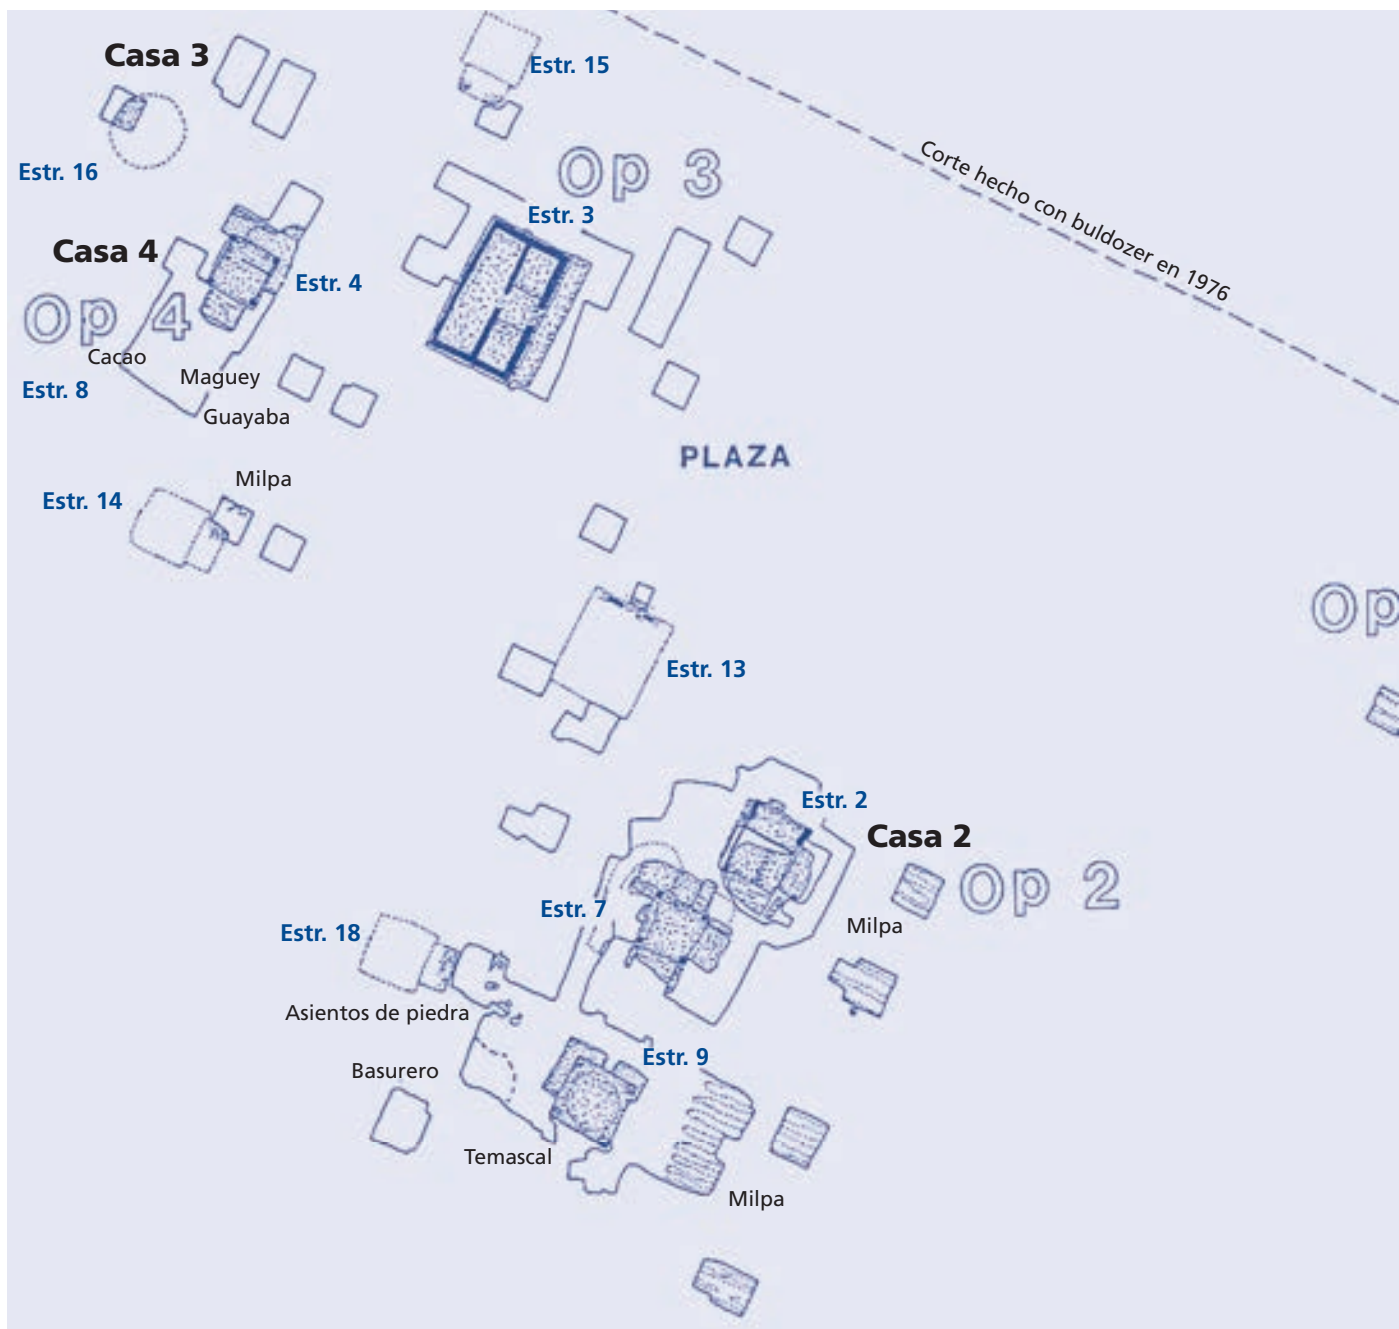 Casa 3
Estr. 15
Corte hecho con buldozer en 1976
Estr. 16
Op 3
Estr. 3
Casa 4
Estr. 4
Op 4
Cacao
Maguey
Estr. 8
Guayaba
PLAZA
Milpa
Estr. 14
Op
Estr. 13
Estr. 2
Casa 2
Op 2
Estr. 7
Milpa
Estr. 18
Asientos de piedra
Estr. 9
Basurero
Temascal
Milpa